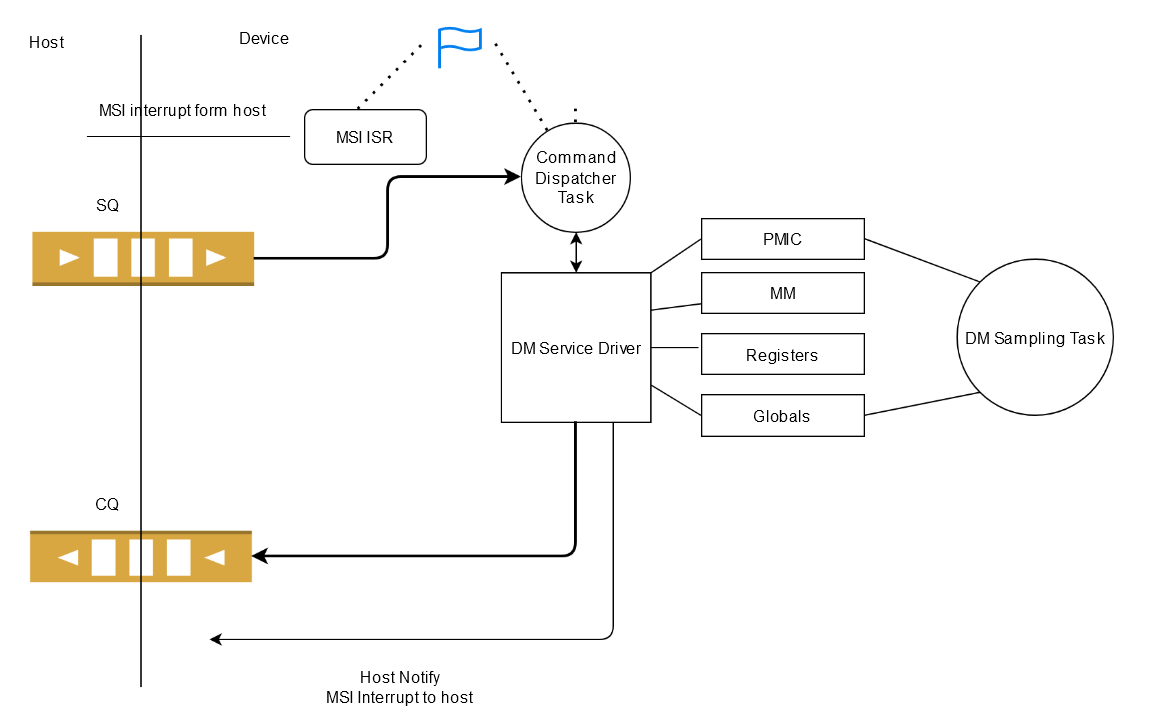 Host
Device
MSI interrupt form host
MSI ISR
Command
Dispatcher
Task
SQ
PMIC
MM
DM Service Driver
DM Sampling Task
Registers
Globals
CQ
Host Notify
MSI Interrupt to host